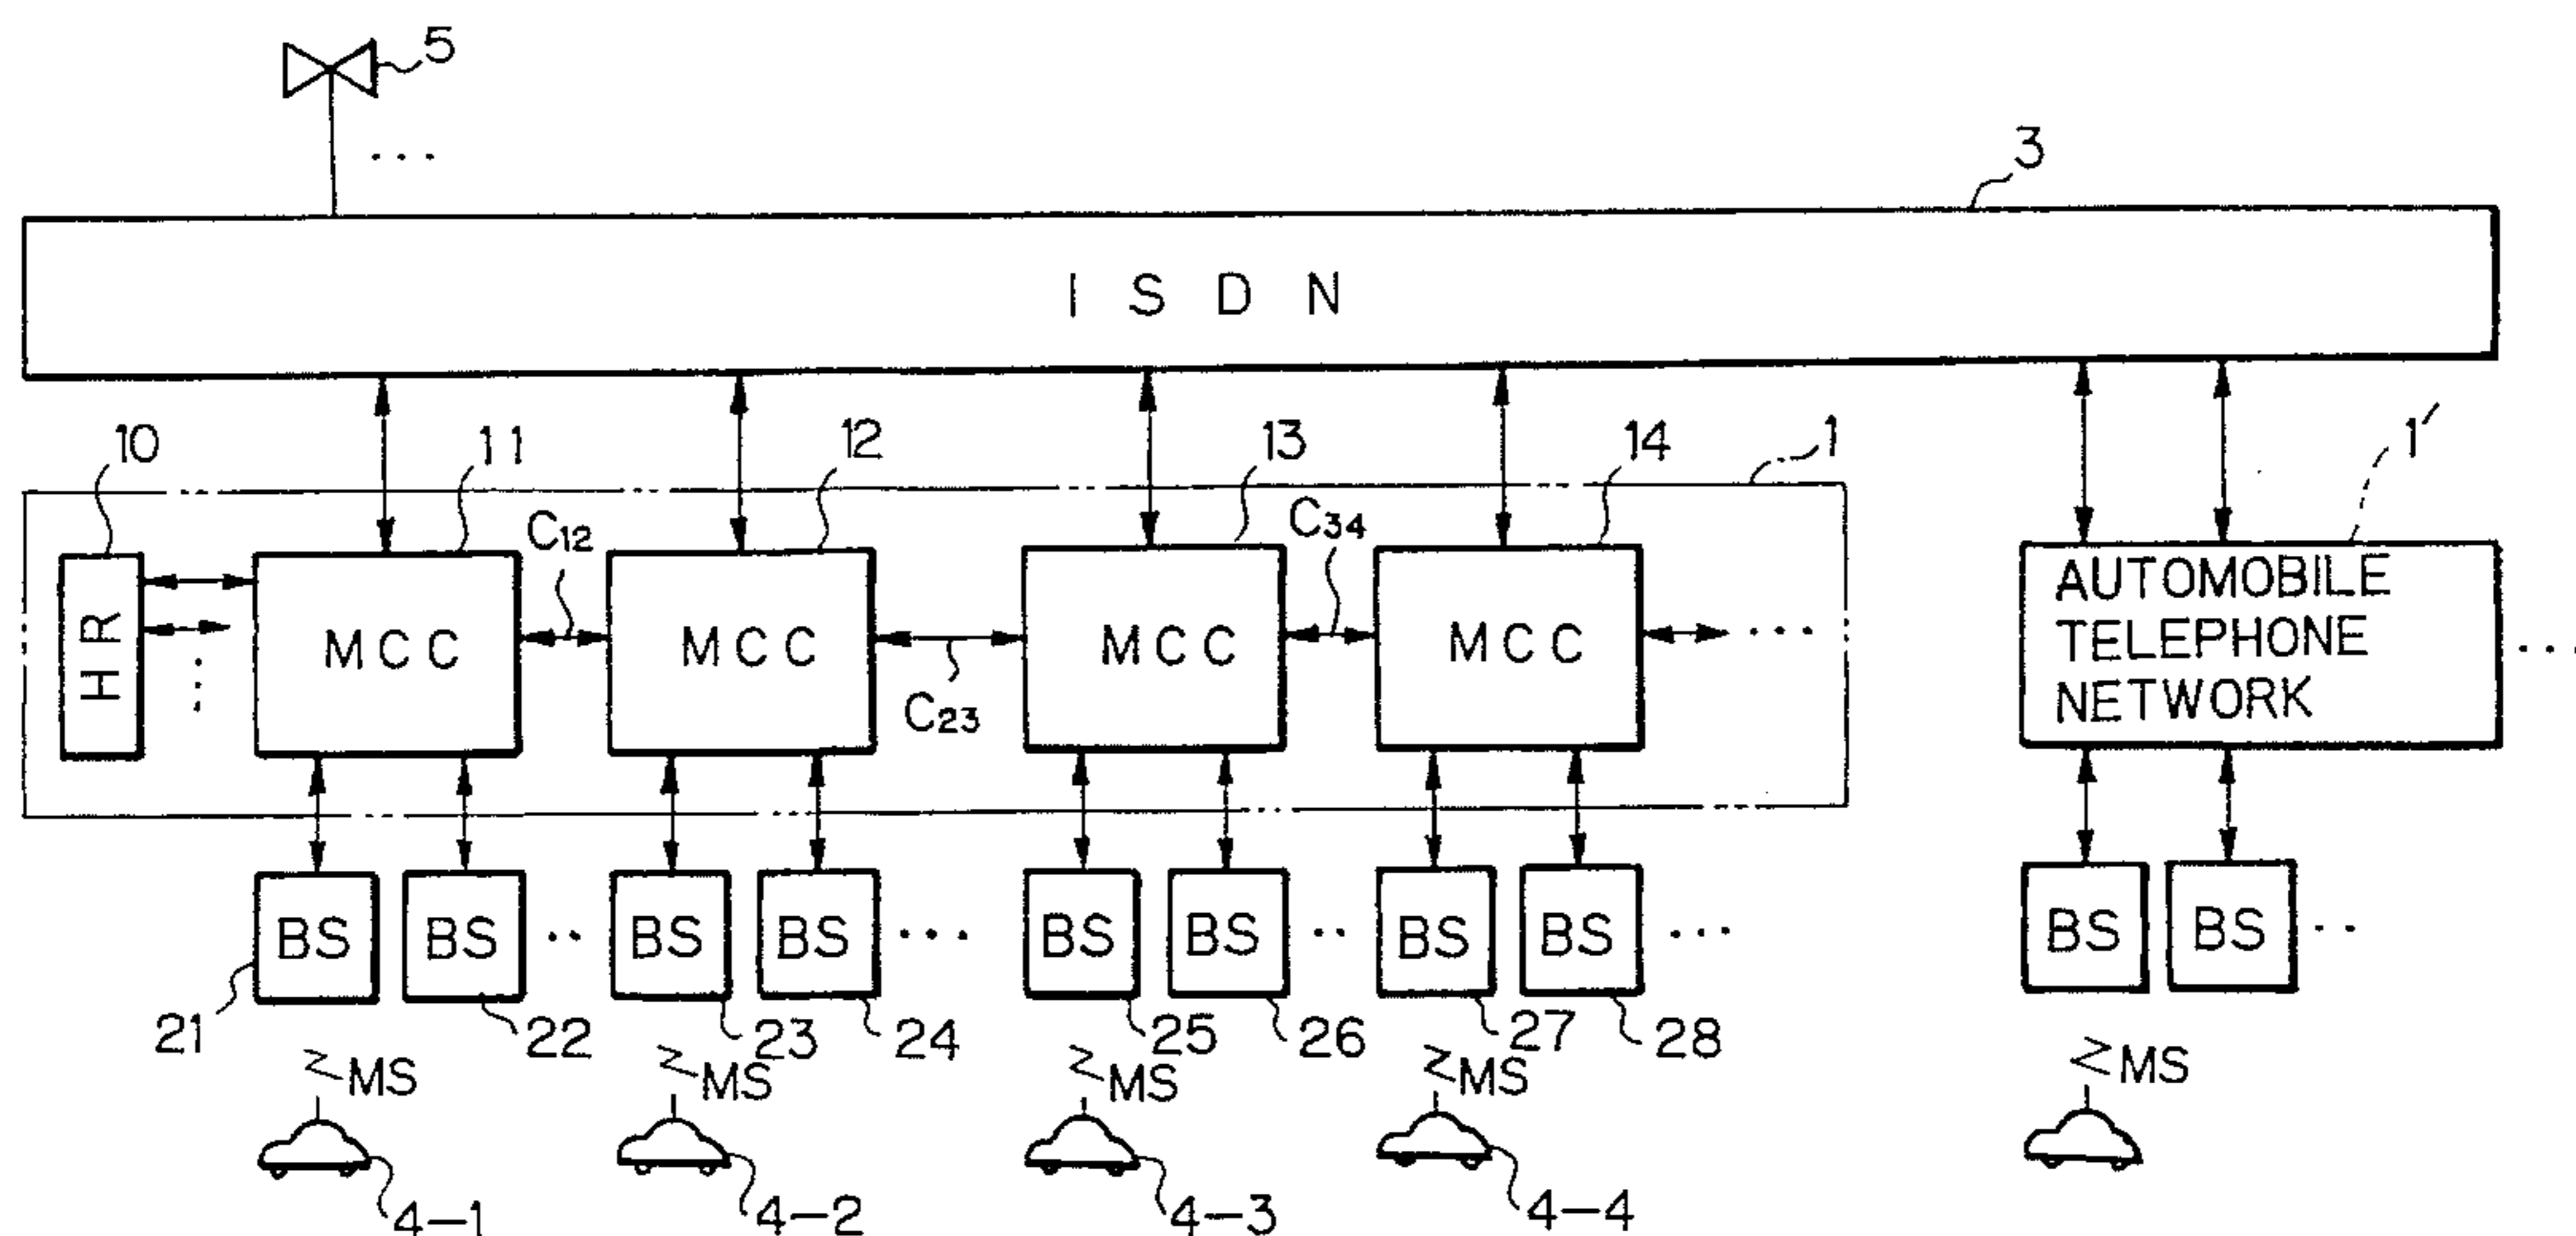 5
...
3
I S D N
10
11
12
13
14
1
1'
C12
C34
HR
MCC
MCC
MCC
MCC
...
AUTOMOBILE
TELEPHONE
NETWORK
...
C23
BS
BS
..
BS
BS
...
BS
BS
..
BS
BS
...
BS
BS
..
21
22
23
24
25
26
27
28
MS
MS
MS
MS
MS
4-1
4-2
4-3
4-4